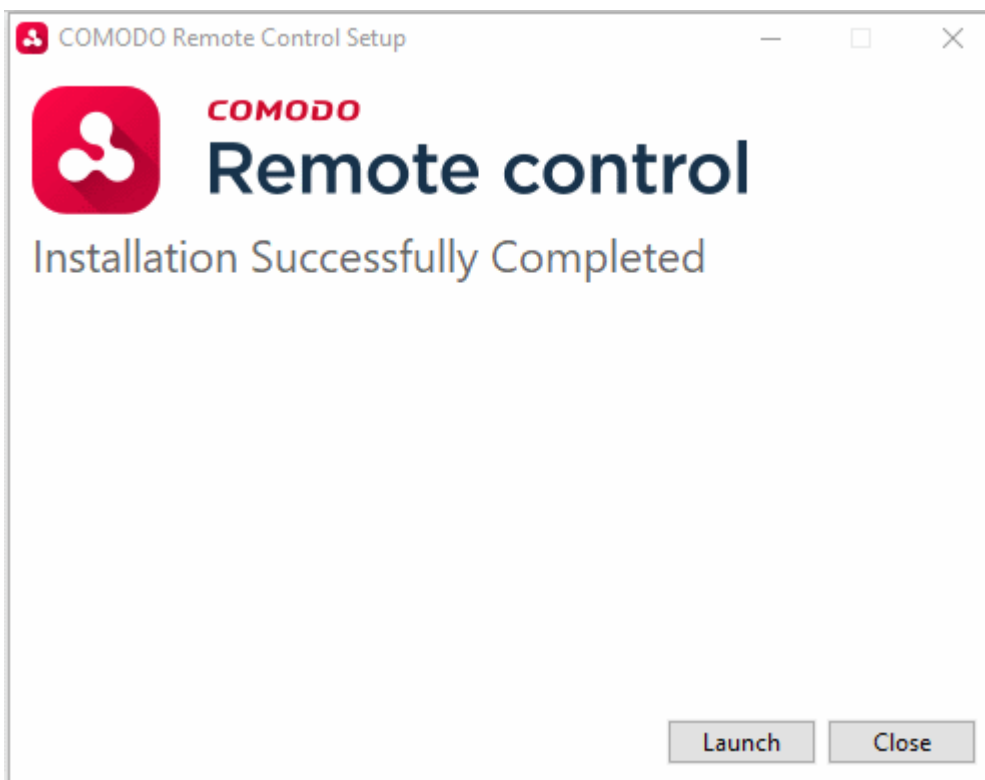 COMODO Remote Control Setup
COMODO
Remote control
Installation Successfully Completed
Launch Close